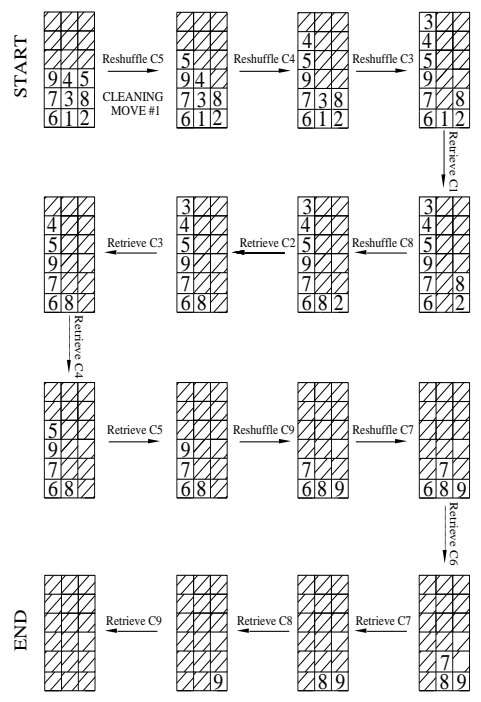 START
9 4 5
7 3 8
6 1 2
Reshuffle C5
CLEANING
MOVE #1
5
9 4
7 3 8
6 1 2
Reshuffle C4
4
5
9
7 3 8
6 1 2
Reshuffle C3
3
4
5
9
7 8
6 1 2
Retrieve C1
3
4
5
9
7 8
6 2
Reshuffle C8
3
4
5
9
7
6 8 2
Retrieve C2
3
4
5
9
7
6 8
Retrieve C3
4
5
9
7
6 8
Retrieve C4
5
9
7
6 8
Retrieve C5
9
7
6 8
Reshuffle C9
7
6 8 9
Reshuffle C7
7
6 8 9
Retrieve C6
7
8 9
Retrieve C7
8 9
Retrieve C8
9
Retrieve C9
END